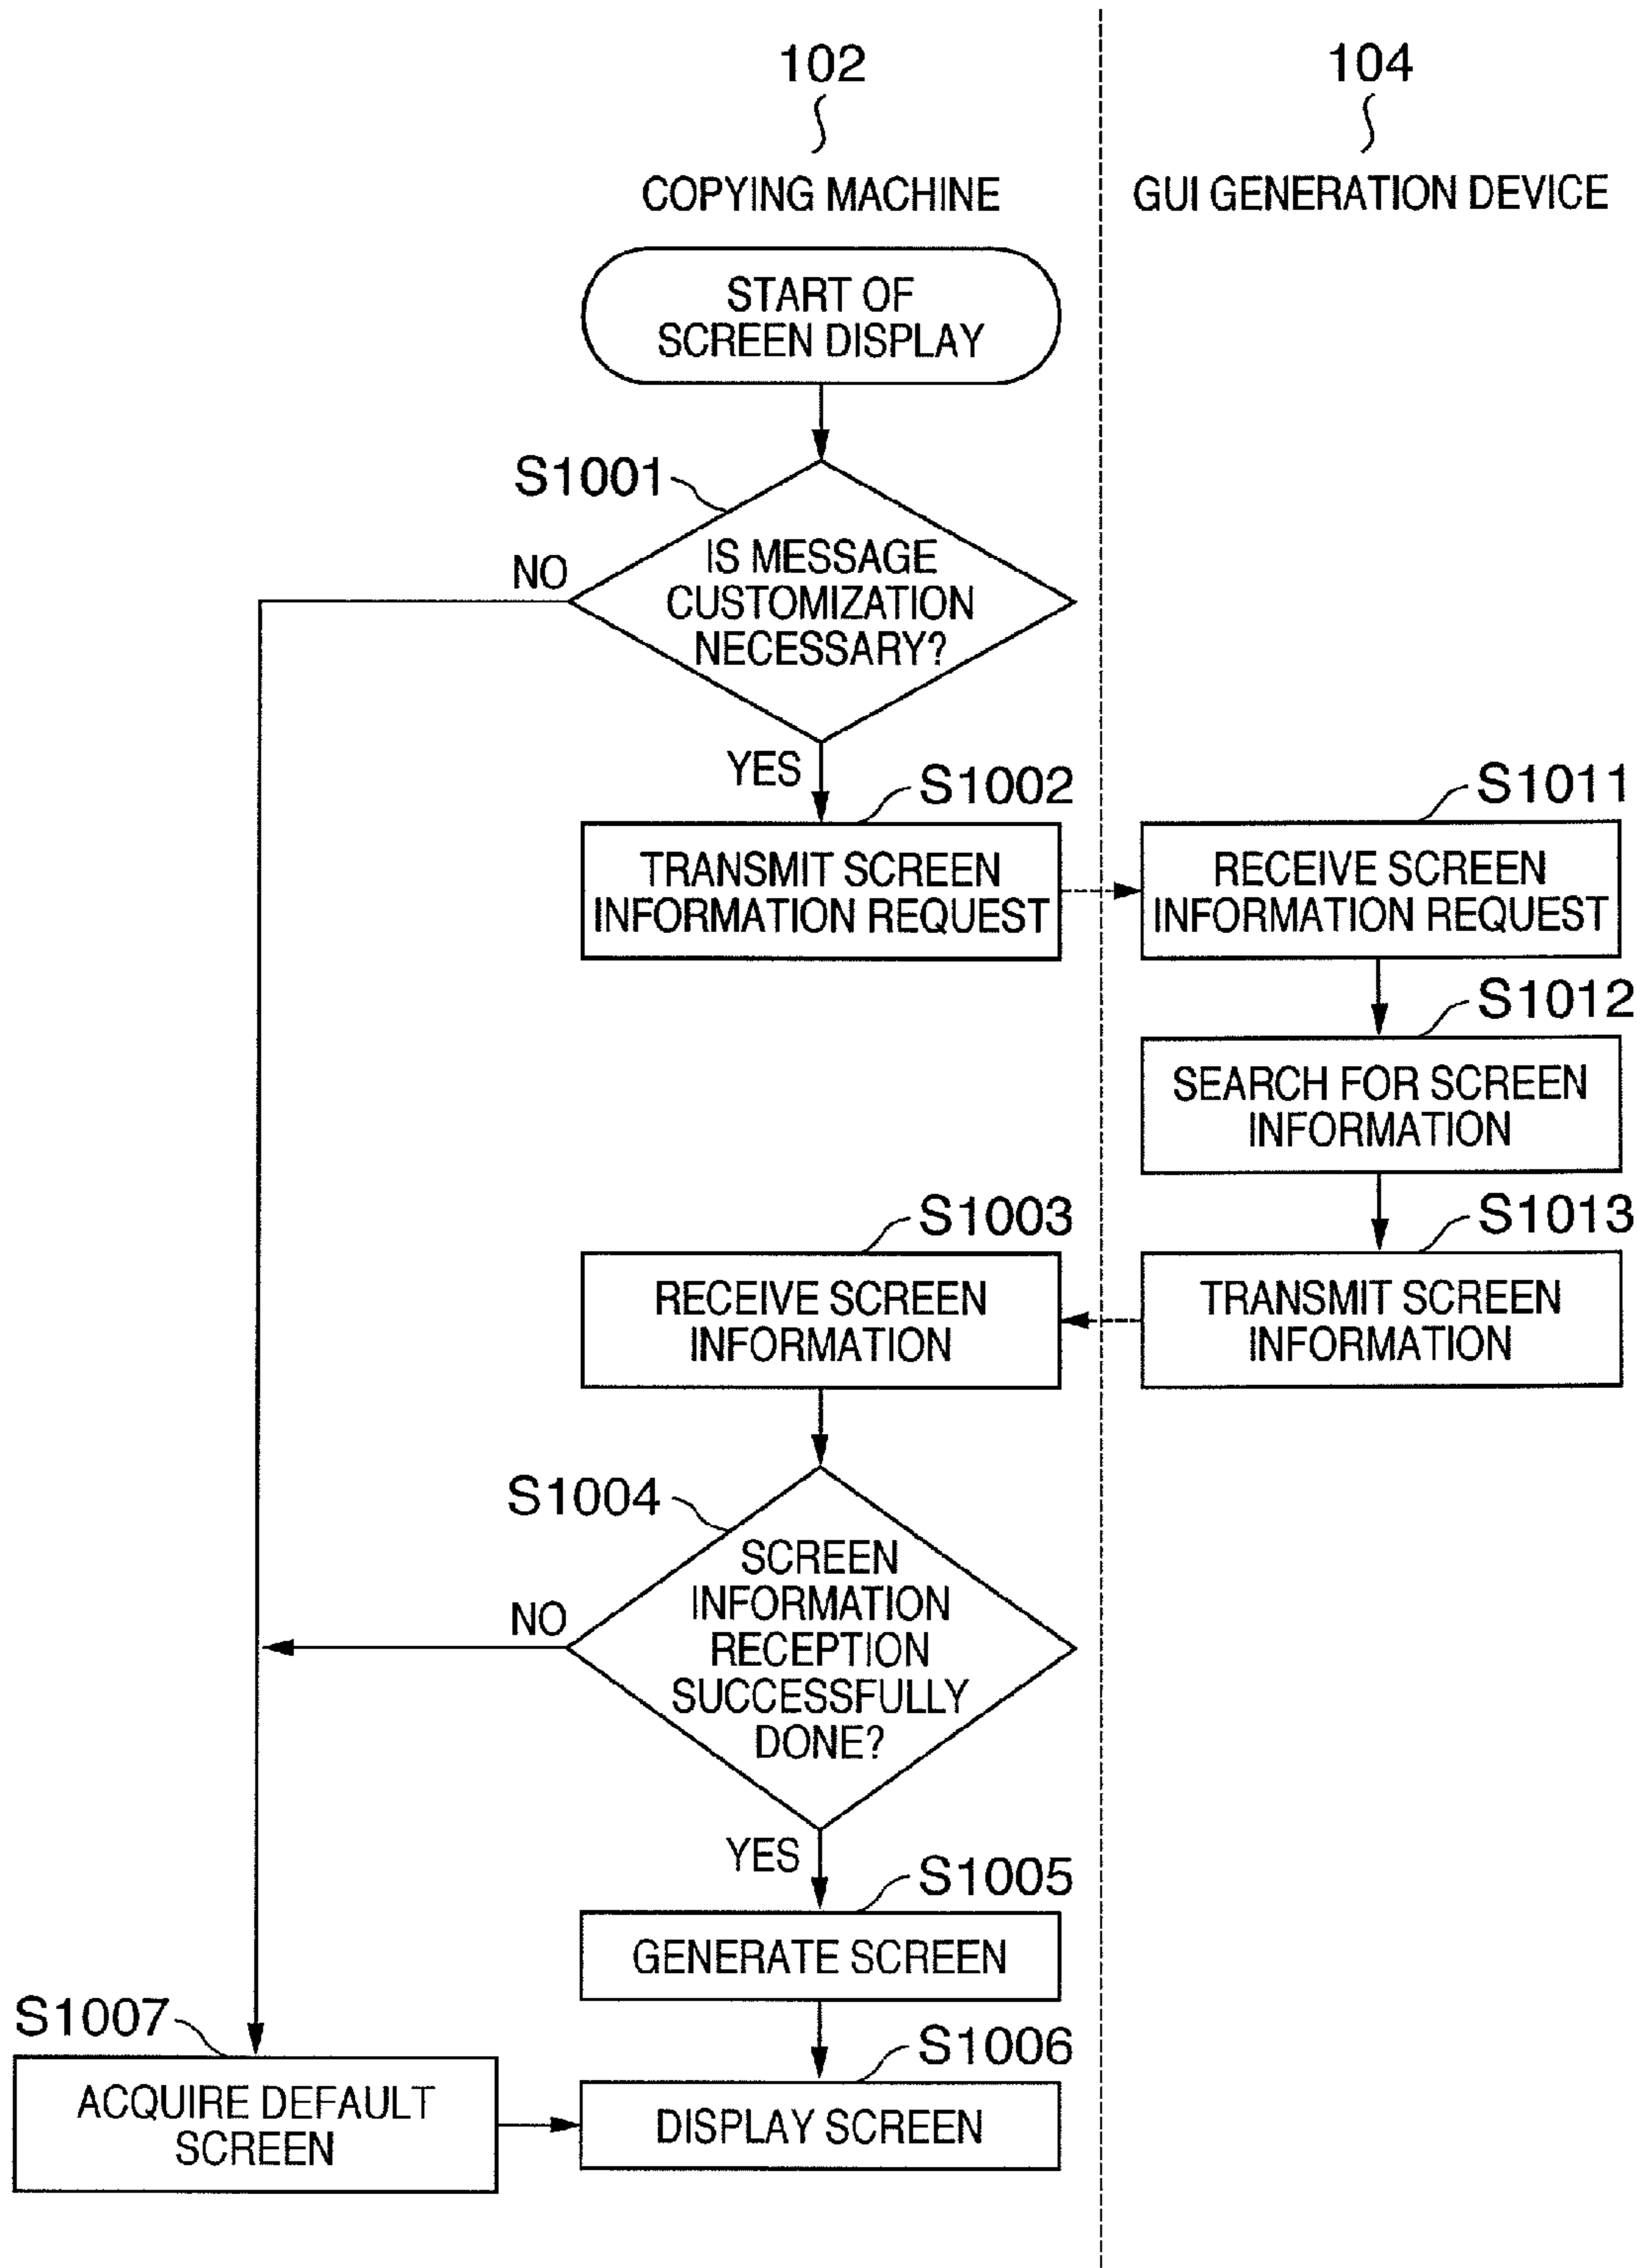 102
104
COPYING MACHINE
GUI GENERATION DEVICE
START OF
SCREEN DISPLAY
S1001
IS MESSAGE
CUSTOMIZATION
NECESSARY?
NO
YES
S1002
TRANSMIT SCREEN
INFORMATION REQUEST
S1011
RECEIVE SCREEN
INFORMATION REQUEST
S1012
SEARCH FOR SCREEN
INFORMATION
S1013
TRANSMIT SCREEN
INFORMATION
S1003
RECEIVE SCREEN
INFORMATION
S1004
SCREEN
INFORMATION
RECEPTION
SUCCESSFULLY
DONE?
NO
YES
S1005
GENERATE SCREEN
S1007
ACQUIRE DEFAULT
SCREEN
S1006
DISPLAY SCREEN